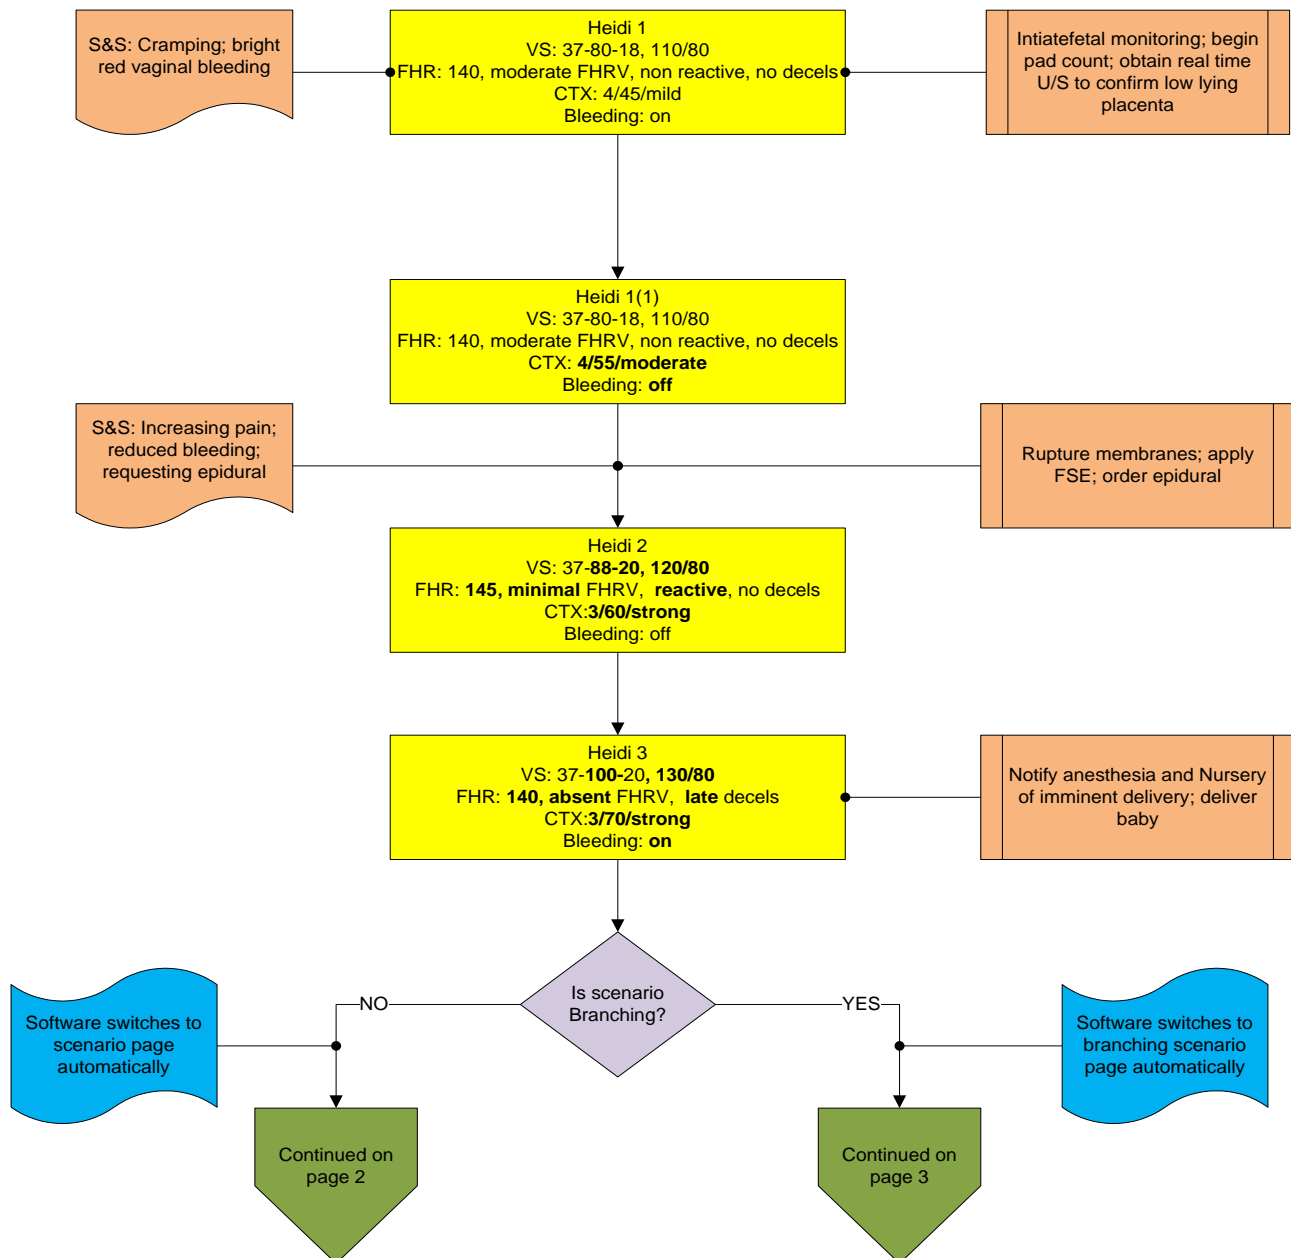 S&S: Cramping; bright
red vaginal bleeding
Heidi 1
VS: 37-80-18, 110/80
FHR: 140, moderate FHRV, non reactive, no decels
CTX: 4/45/mild
Bleeding: on
Intiatefetal monitoring; begin
pad count; obtain real time
U/S to confirm low lying
placenta
Heidi 1(1)
VS: 37-80-18, 110/80
FHR: 140, moderate FHRV, non reactive, no decels
CTX: 4/55/moderate
Bleeding: off
S&S: Increasing pain;
reduced bleeding;
requesting epidural
Rupture membranes; apply
FSE; order epidural
Heidi 2
VS: 37-88-20, 120/80
FHR: 145, minimal FHRV, reactive, no decels
CTX:3/60/strong
Bleeding: off
Heidi 3
VS: 37-100-20, 130/80
FHR: 140, absent FHRV, late decels
CTX:3/70/strong
Bleeding: on
Notify anesthesia and Nursery
of imminent delivery; deliver
baby
Is scenario
Branching?
NO
YES
Software switches to
scenario page
automatically
Software switches to
branching scenario
page automatically
Continued on
page 2
Continued on
page 3